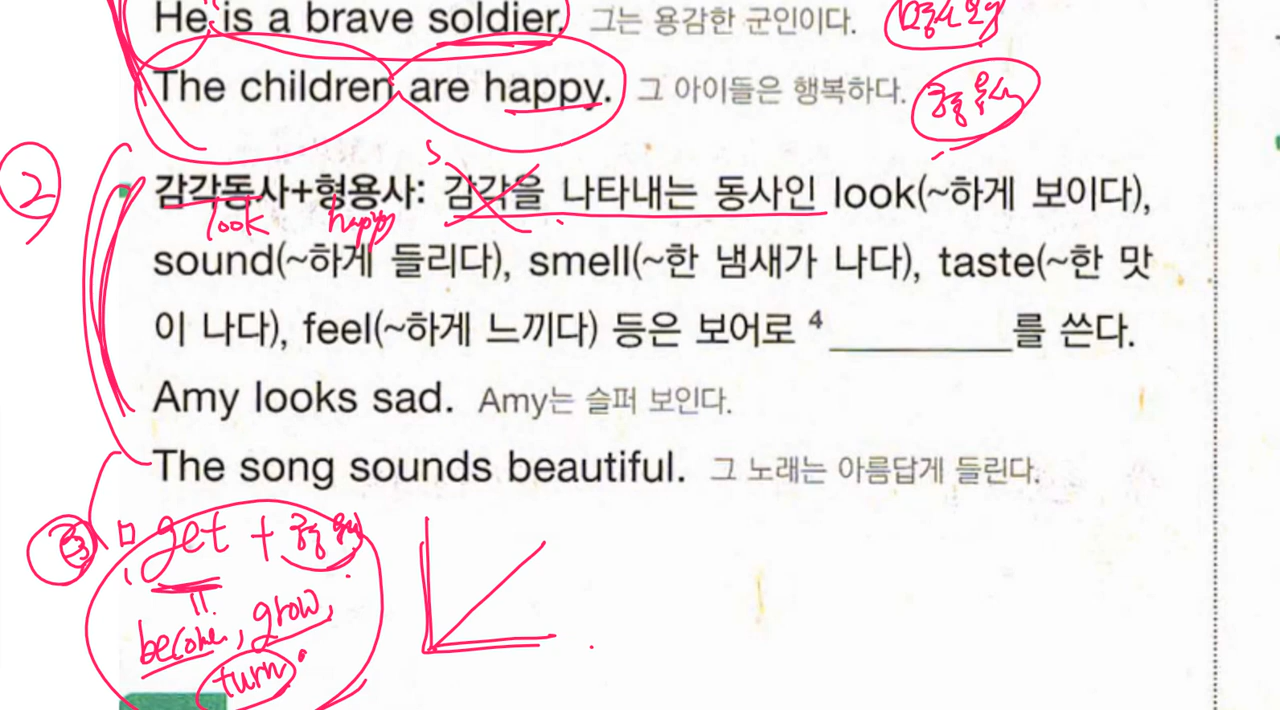 He is a brave soldier. 그는 용감한 군인이다. 명사보어
The children are happy. 그 아이들은 행복하다.
2
감각동사+형용사: 감각을 나타내는 동사인 look(~하게 보이다),
look happy
sound(~하게 들리다), smell(~한 냄새가 나다), taste(~한 맛
이 나다), feel(~하게 느끼다) 등은 보어로 4 ________를 쓴다.
Amy looks sad. Amy는 슬퍼 보인다.
The song sounds beautiful. 그 노래는 아름답게 들린다.
③ get +
become, grow,
turn